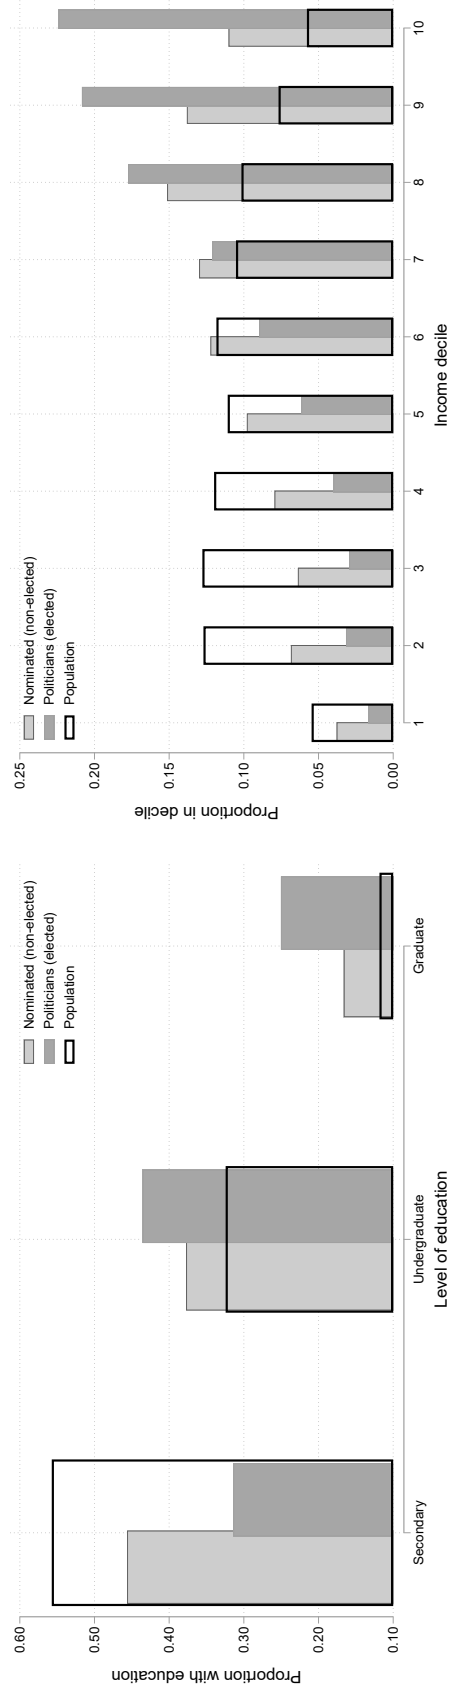 0.60
0.50
0.40
0.30
0.20
0.10
Proportion with education
Nominated (non-elected)
Politicians (elected)
Population
Secondary
Undergraduate
Graduate
Level of education
0.25
0.20
0.15
0.10
0.05
0.00
Proportion in decile
Nominated (non-elected)
Politicians (elected)
Population
1 2 3 4 5 6 7 8 9 10
Income decile